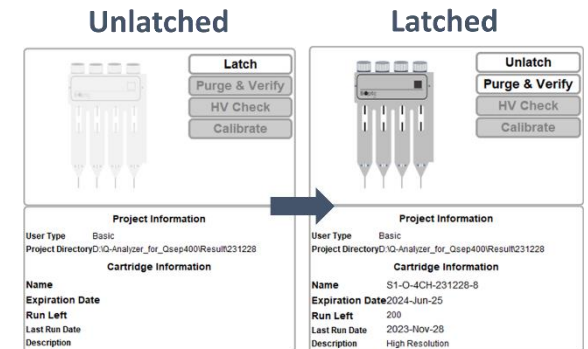 Unlatched
Latch
Purge & Verify
HV Check
Calibrate
Project Information
User Type Basic
Project Directory D:\Q-Analyzer_for_Qsep400\Result\231228
Cartridge Information
Name
Expiration Date
Run Left
Last Run Date
Description
Latched
Unlatch
Purge & Verify
HV Check
Calibrate
Project Information
User Type Basic
Project Directory D:\Q-Analyzer_for_Qsep400\Result\231228
Cartridge Information
Name S1-O-4CH-231228-8
Expiration Date 2024-Jun-25
Run Left 200
Last Run Date 2023-Nov-28
Description High Resolution